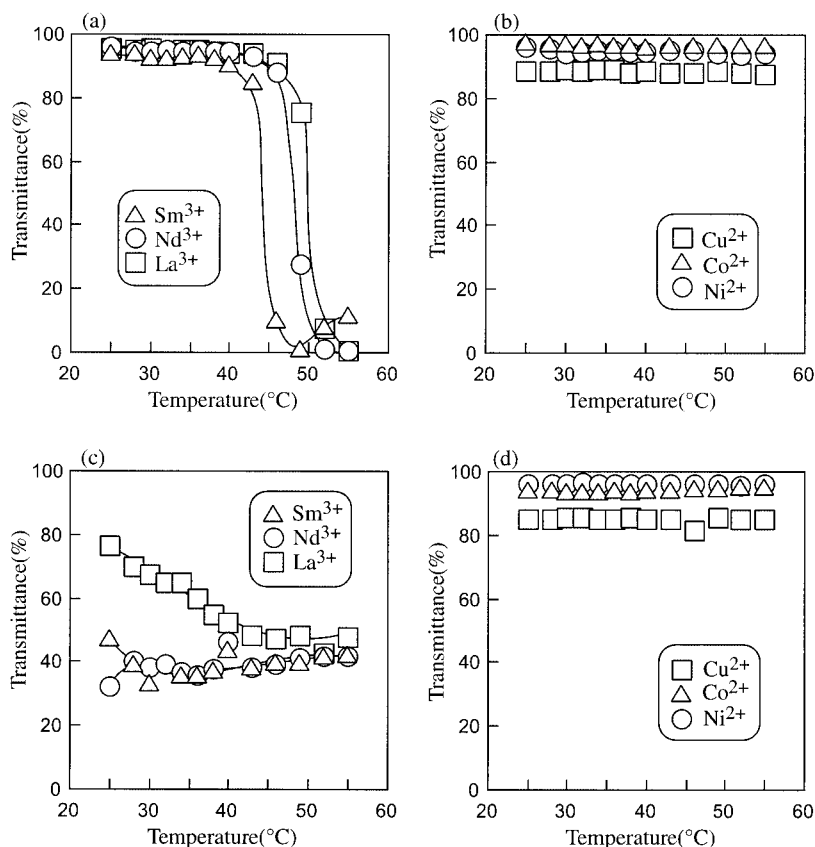 (a)
100
80
60
40
20
0
Transmittance(%)
Sm³⁺
Nd³⁺
La³⁺
20 30 40 50 60
Temperature(°C)
(b)
100
80
60
40
20
0
Transmittance(%)
Cu²⁺
Co²⁺
Ni²⁺
20 30 40 50 60
Temperature(°C)
(c)
100
80
60
40
20
0
Transmittance(%)
Sm³⁺
Nd³⁺
La³⁺
20 30 40 50 60
Temperature(°C)
(d)
100
80
60
40
20
0
Transmittance(%)
Cu²⁺
Co²⁺
Ni²⁺
20 30 40 50 60
Temperature(°C)